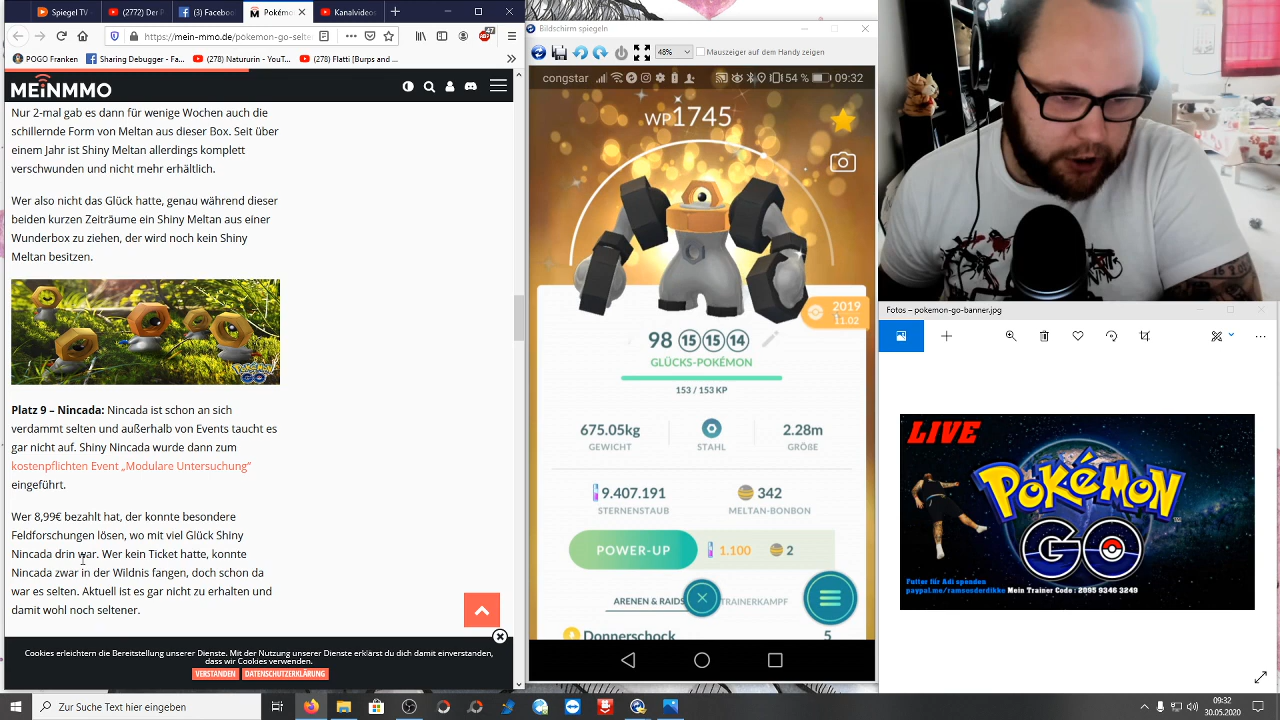 Spiegel TV
(2772) Der
(3) Faceboo
Pokémo
Kanalvideos
https://mein-mmo.de/pokemon-go-selte
47
POGO Franken
Sharing Debugger - Fa...
(278) Natururin - YouT...
(278) Flatti [Burps and ...
MEINMMO
Nur 2-mal gab es dann für wenige Wochen auch die
schillernde Form von Meltan aus dieser Box. Seit über
einem Jahr ist Shiny Meltan allerdings komplett
verschwunden und nicht mehr erhältlich.
Wer also nicht das Glück hatte, genau während dieser
beiden kurzen Zeiträume ein Shiny Meltan aus einer
Wunderbox zu ziehen, der wird noch kein Shiny
Meltan besitzen.
POKÉMON GO
Platz 9 – Nincada: Nincada ist schon an sich
verdammt selten und außerhalb von Events taucht es
gar nicht auf. Shiny Nincada wurde dann zum
kostenpflichten Event „Modulare Untersuchung"
eingeführt.
Wer 8,99€ bezahlt hat, der konnte besondere
Feldforschungen lösen, wo mit viel Glück Shiny
Nincada drin war. Wer kein Ticket hatte, konnte
Nincada zwar in der Wildnis fangen, doch schon da
war es selten. Aktuell ist es gar nicht zu erhalten und
damit wohl noch seltener.
Cookies erleichtern die Bereitstellung unserer Dienste. Mit der Nutzung unserer Dienste erklärst du dich damit einverstanden,
dass wir Cookies verwenden.
VERSTANDEN
DATENSCHUTZERKLÄRUNG
Bildschirm spiegeln
48%
Mauszeiger auf dem Handy zeigen
congstar
54 %
09:32
WP1745
2019
11.02
98 15 15 14
GLÜCKS-POKÉMON
153 / 153 KP
675.05kg
GEWICHT
STAHL
2.28m
GRÖßE
9.407.191
STERNENSTAUB
342
MELTAN-BONBON
POWER-UP
1.100
2
ARENEN & RAIDS
TRAINERKAMPF
Donnerschock
5
Fotos – pokemon-go-banner.jpg
LIVE
POKÉMON
GO
Futter für Adi spenden
paypal.me/ramsesderdikke Mein Trainer Code : 2095 9346 3249
Zur Suche Text hier eingeben
09:32
30.05.2020